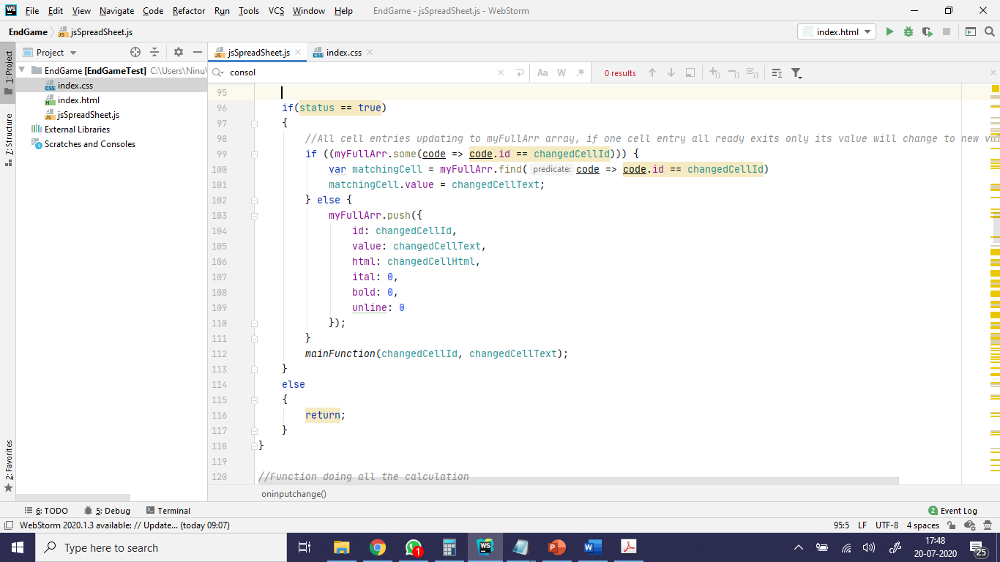 WS File Edit View Navigate Code Refactor Run Tools VCS Window Help EndGame - jsSpreadSheet.js - WebStorm
EndGame jsSpreadSheet.js index.html
1: Project
7: Structure
2: Favorites
Project
EndGame [EndGameTest] C:\Users\Ninu\
index.css
index.html
jsSpreadSheet.js
External Libraries
Scratches and Consoles
jsSpreadSheet.js index.css
consol Aa W .* 0 results
95
96 if(status == true)
97 {
98 //All cell entries updating to myFullArr array, if one cell entry all ready exits only its value will change to new
99 if ((myFullArr.some(code => code.id == changedCellId))) {
100 var matchingCell = myFullArr.find( predicate: code => code.id == changedCellId)
101 matchingCell.value = changedCellText;
102 } else {
103 myFullArr.push({
104 id: changedCellId,
105 value: changedCellText,
106 html: changedCellHtml,
107 ital: 0,
108 bold: 0,
109 unline: 0
110 });
111 }
112 mainFunction(changedCellId, changedCellText);
113 }
114 else
115 {
116 return;
117 }
118 }
119
120 //Function doing all the calculation
oninputchange()
6: TODO 5: Debug Terminal 2 Event Log
WebStorm 2020.1.3 available: // Update... (today 09:07) 95:5 LF UTF-8 4 spaces
Type here to search 1 WS 17:48
20-07-2020 25